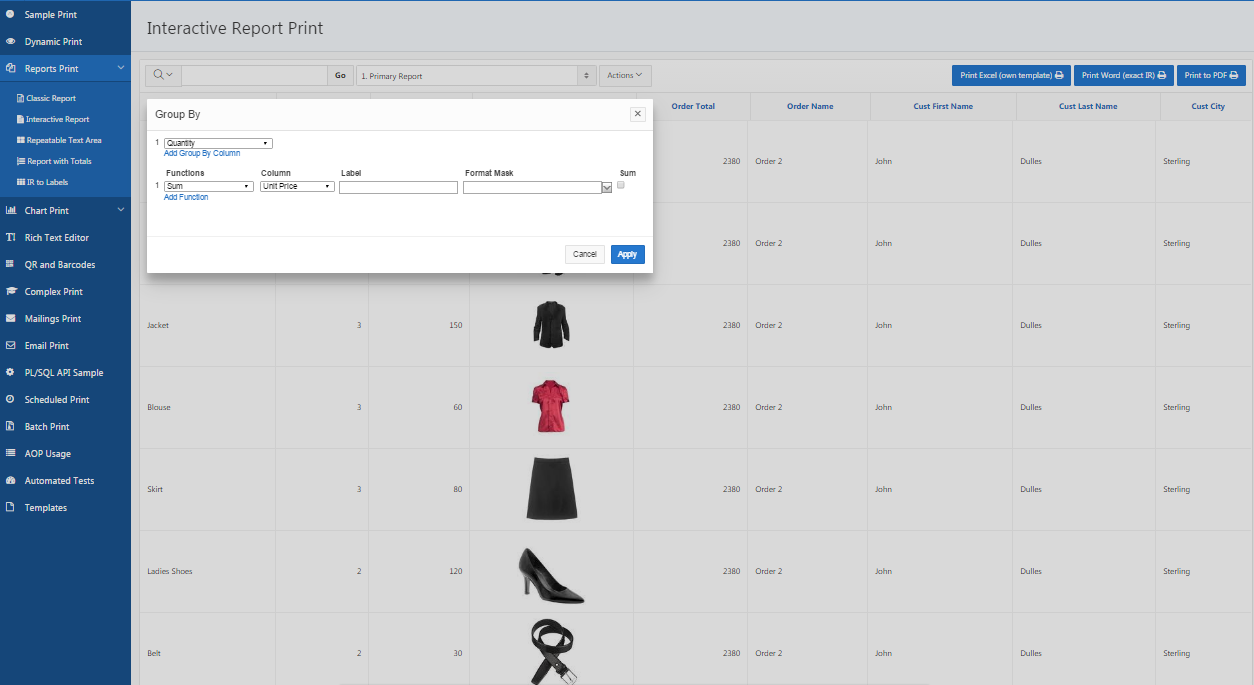 Sample Print
Dynamic Print
Reports Print
Classic Report
Interactive Report
Repeatable Text Area
Report with Totals
IR to Labels
Chart Print
Rich Text Editor
QR and Barcodes
Complex Print
Mailings Print
Email Print
PL/SQL API Sample
Scheduled Print
Batch Print
AOP Usage
Automated Tests
Templates
Interactive Report Print
Go 1. Primary Report Actions Print Excel (own template) Print Word (exact IR) Print to PDF
Order Total Order Name Cust First Name Cust Last Name Cust City
Group By
1 Quantity
Add Group By Column
Functions Column Label Format Mask Sum
1 Sum Unit Price
Add Function
Cancel Apply
2380 Order 2 John Dulles Sterling
2380 Order 2 John Dulles Sterling
Jacket 3 150 2380 Order 2 John Dulles Sterling
Blouse 3 60 2380 Order 2 John Dulles Sterling
Skirt 3 80 2380 Order 2 John Dulles Sterling
Ladies Shoes 2 120 2380 Order 2 John Dulles Sterling
Belt 2 30 2380 Order 2 John Dulles Sterling